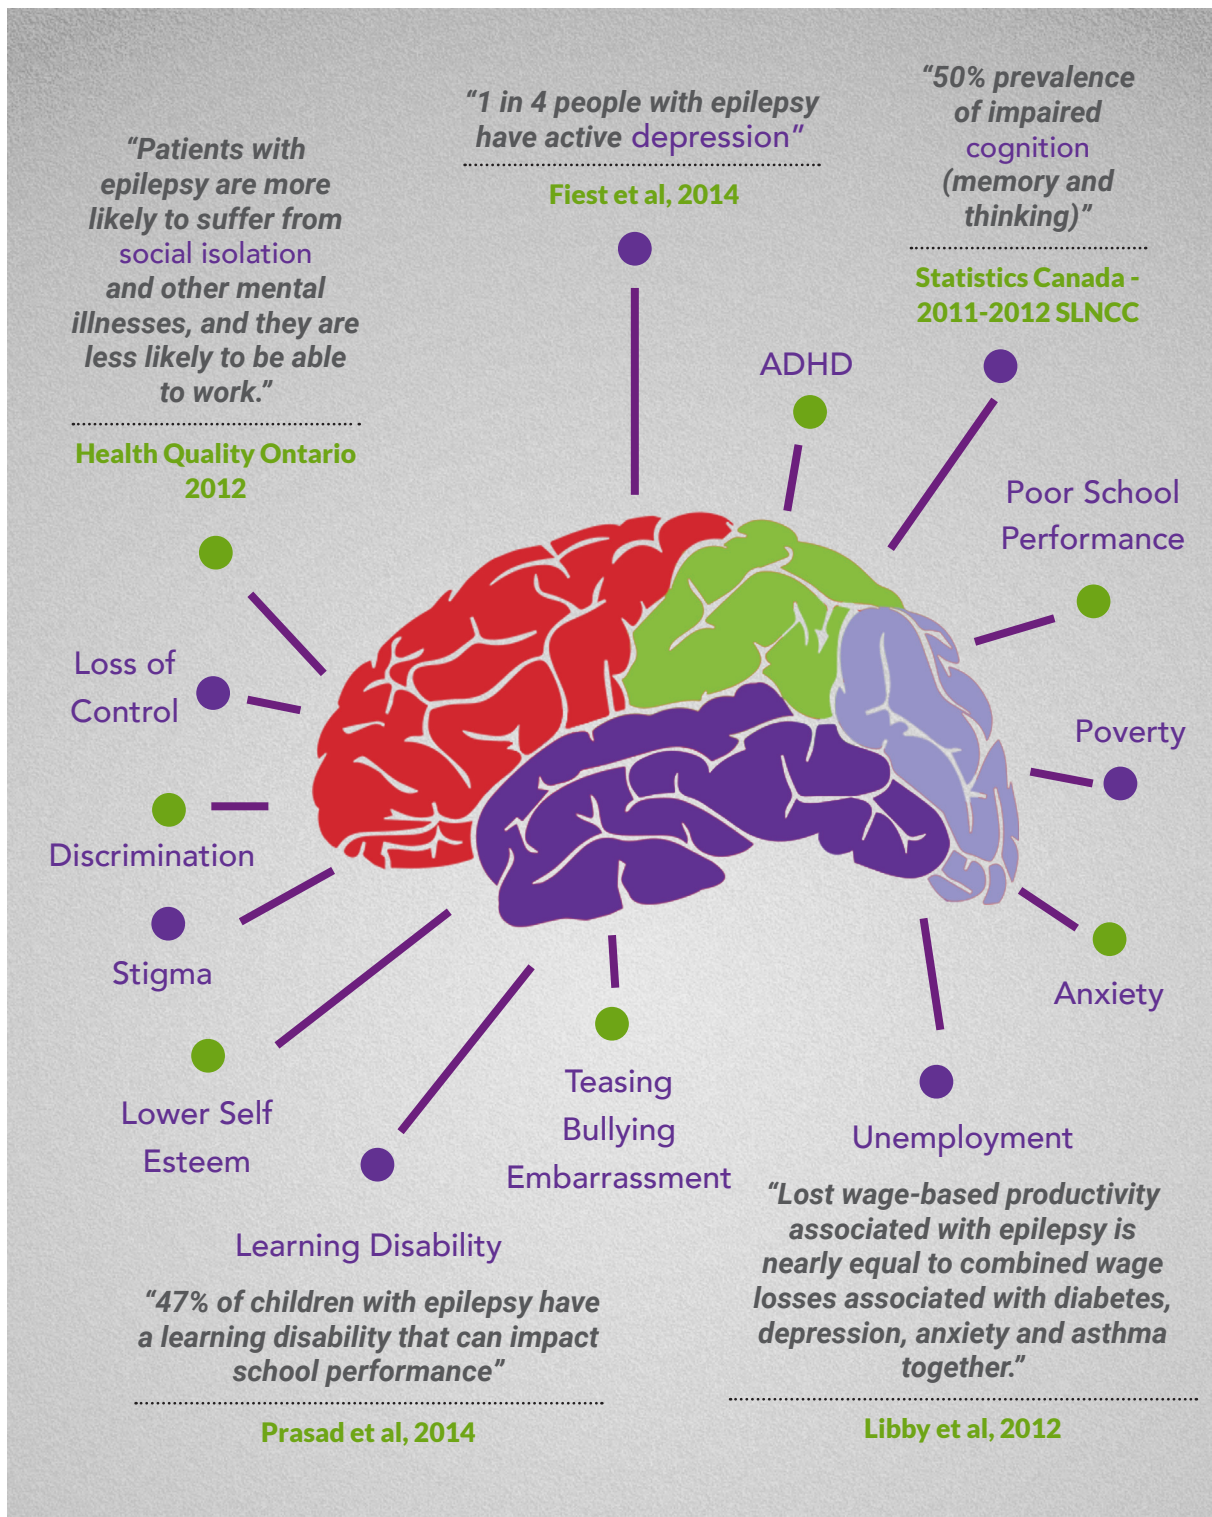 “Patients with
epilepsy are more
likely to suffer from
social isolation
and other mental
illnesses, and they are
less likely to be able
to work.”
Health Quality Ontario
2012
“1 in 4 people with epilepsy
have active depression”
Fiest et al, 2014
“50% prevalence
of impaired
cognition
(memory and
thinking)”
Statistics Canada -
2011-2012 SLNCC
ADHD
Poor School
Performance
Loss of
Control
Poverty
Discrimination
Stigma
Anxiety
Lower Self
Esteem
Teasing
Bullying
Embarrassment
Unemployment
“Lost wage-based productivity
associated with epilepsy is
nearly equal to combined wage
losses associated with diabetes,
depression, anxiety and asthma
together.”
Libby et al, 2012
Learning Disability
“47% of children with epilepsy have
a learning disability that can impact
school performance”
Prasad et al, 2014